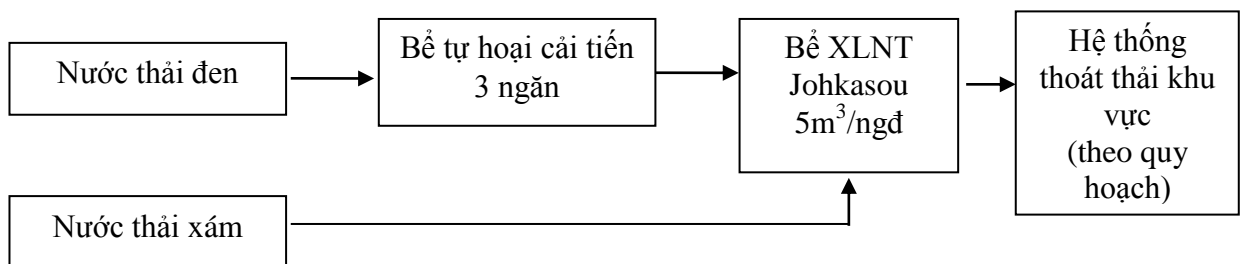 Nước thải đen
Bể tự hoại cải tiến
3 ngăn
Bể XLNT
Johkasou
5m³/ngđ
Hệ thống
thoát thải khu
vực
(theo quy
hoạch)
Nước thải xám